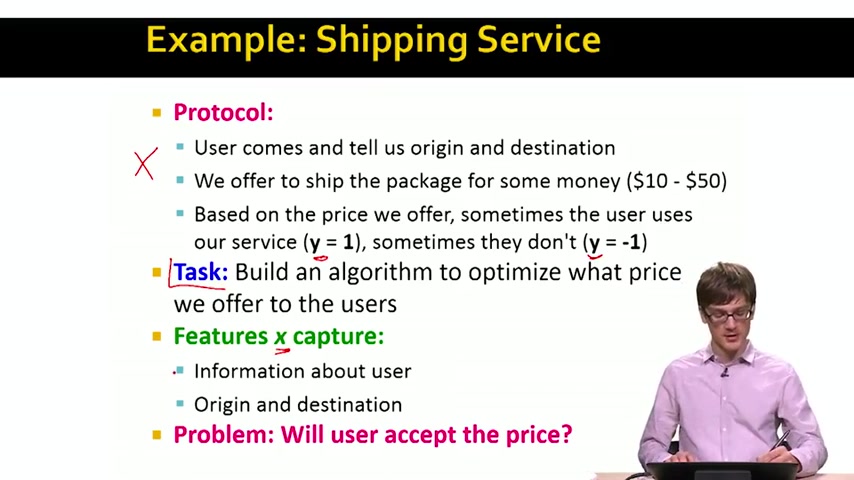 Example: Shipping Service
Protocol:
X
User comes and tell us origin and destination
We offer to ship the package for some money ($10 - $50)
Based on the price we offer, sometimes the user uses
our service (y = 1), sometimes they don't (y = -1)
Task: Build an algorithm to optimize what price
we offer to the users
Features x capture:
Information about user
Origin and destination
Problem: Will user accept the price?